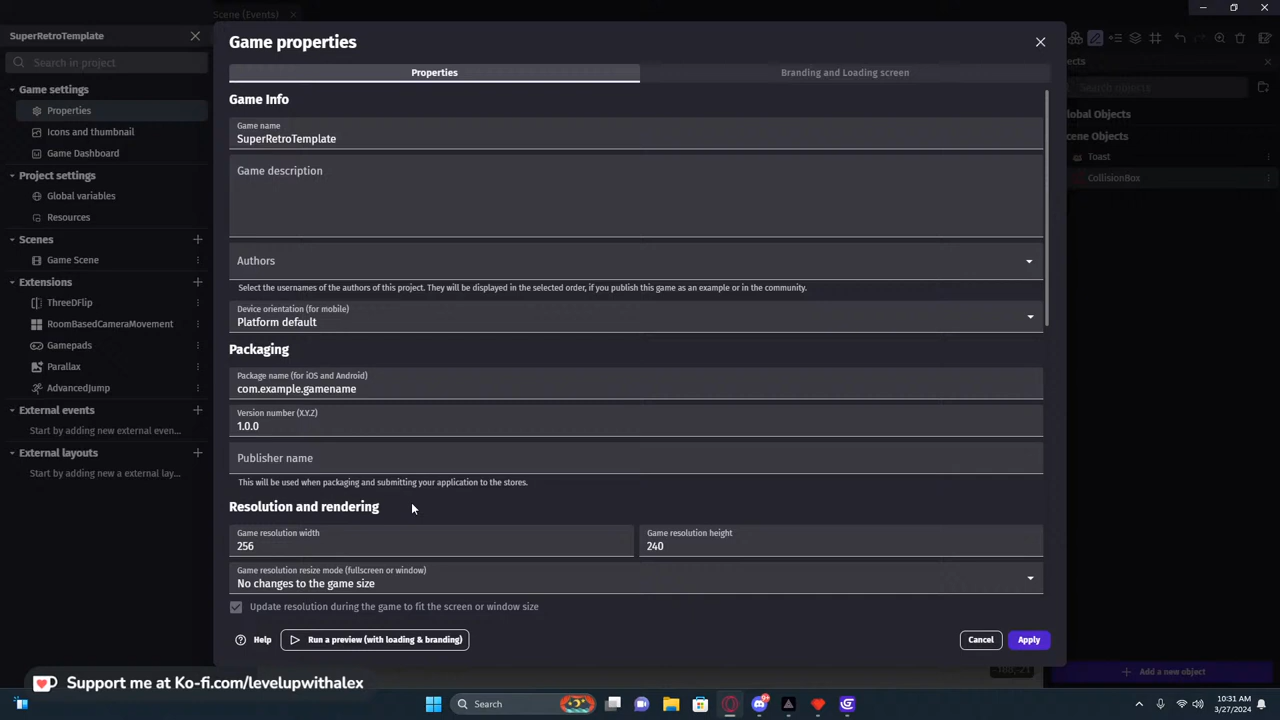 Scene (Events)
SuperRetroTemplate
Search in project
Game settings
Properties
Icons and thumbnail
Game Dashboard
Project settings
Global variables
Resources
Scenes
Game Scene
Extensions
ThreeDFlip
RoomBasedCameraMovement
Gamepads
Parallax
AdvancedJump
External events
Start by adding new external even...
External layouts
Start by adding a new external lay...
Game properties
Properties
Branding and Loading screen
Game Info
Game name
SuperRetroTemplate
Game description
Authors
Select the usernames of the authors of this project. They will be displayed in the selected order, if you publish this game as an example or in the community.
Device orientation (for mobile)
Platform default
Packaging
Package name (for iOS and Android)
com.example.gamename
Version number (X.Y.Z)
1.0.0
Publisher name
This will be used when packaging and submitting your application to the stores.
Resolution and rendering
Game resolution width
256
Game resolution height
240
Game resolution resize mode (fullscreen or window)
No changes to the game size
Update resolution during the game to fit the screen or window size
Help
Run a preview (with loading & branding)
Cancel
Apply
ects
Search objects
lobal Objects
cene Objects
Toast
CollisionBox
Add a new object
Support me at Ko-fi.com/levelupwithalex
Search
10:31 AM
3/27/2024